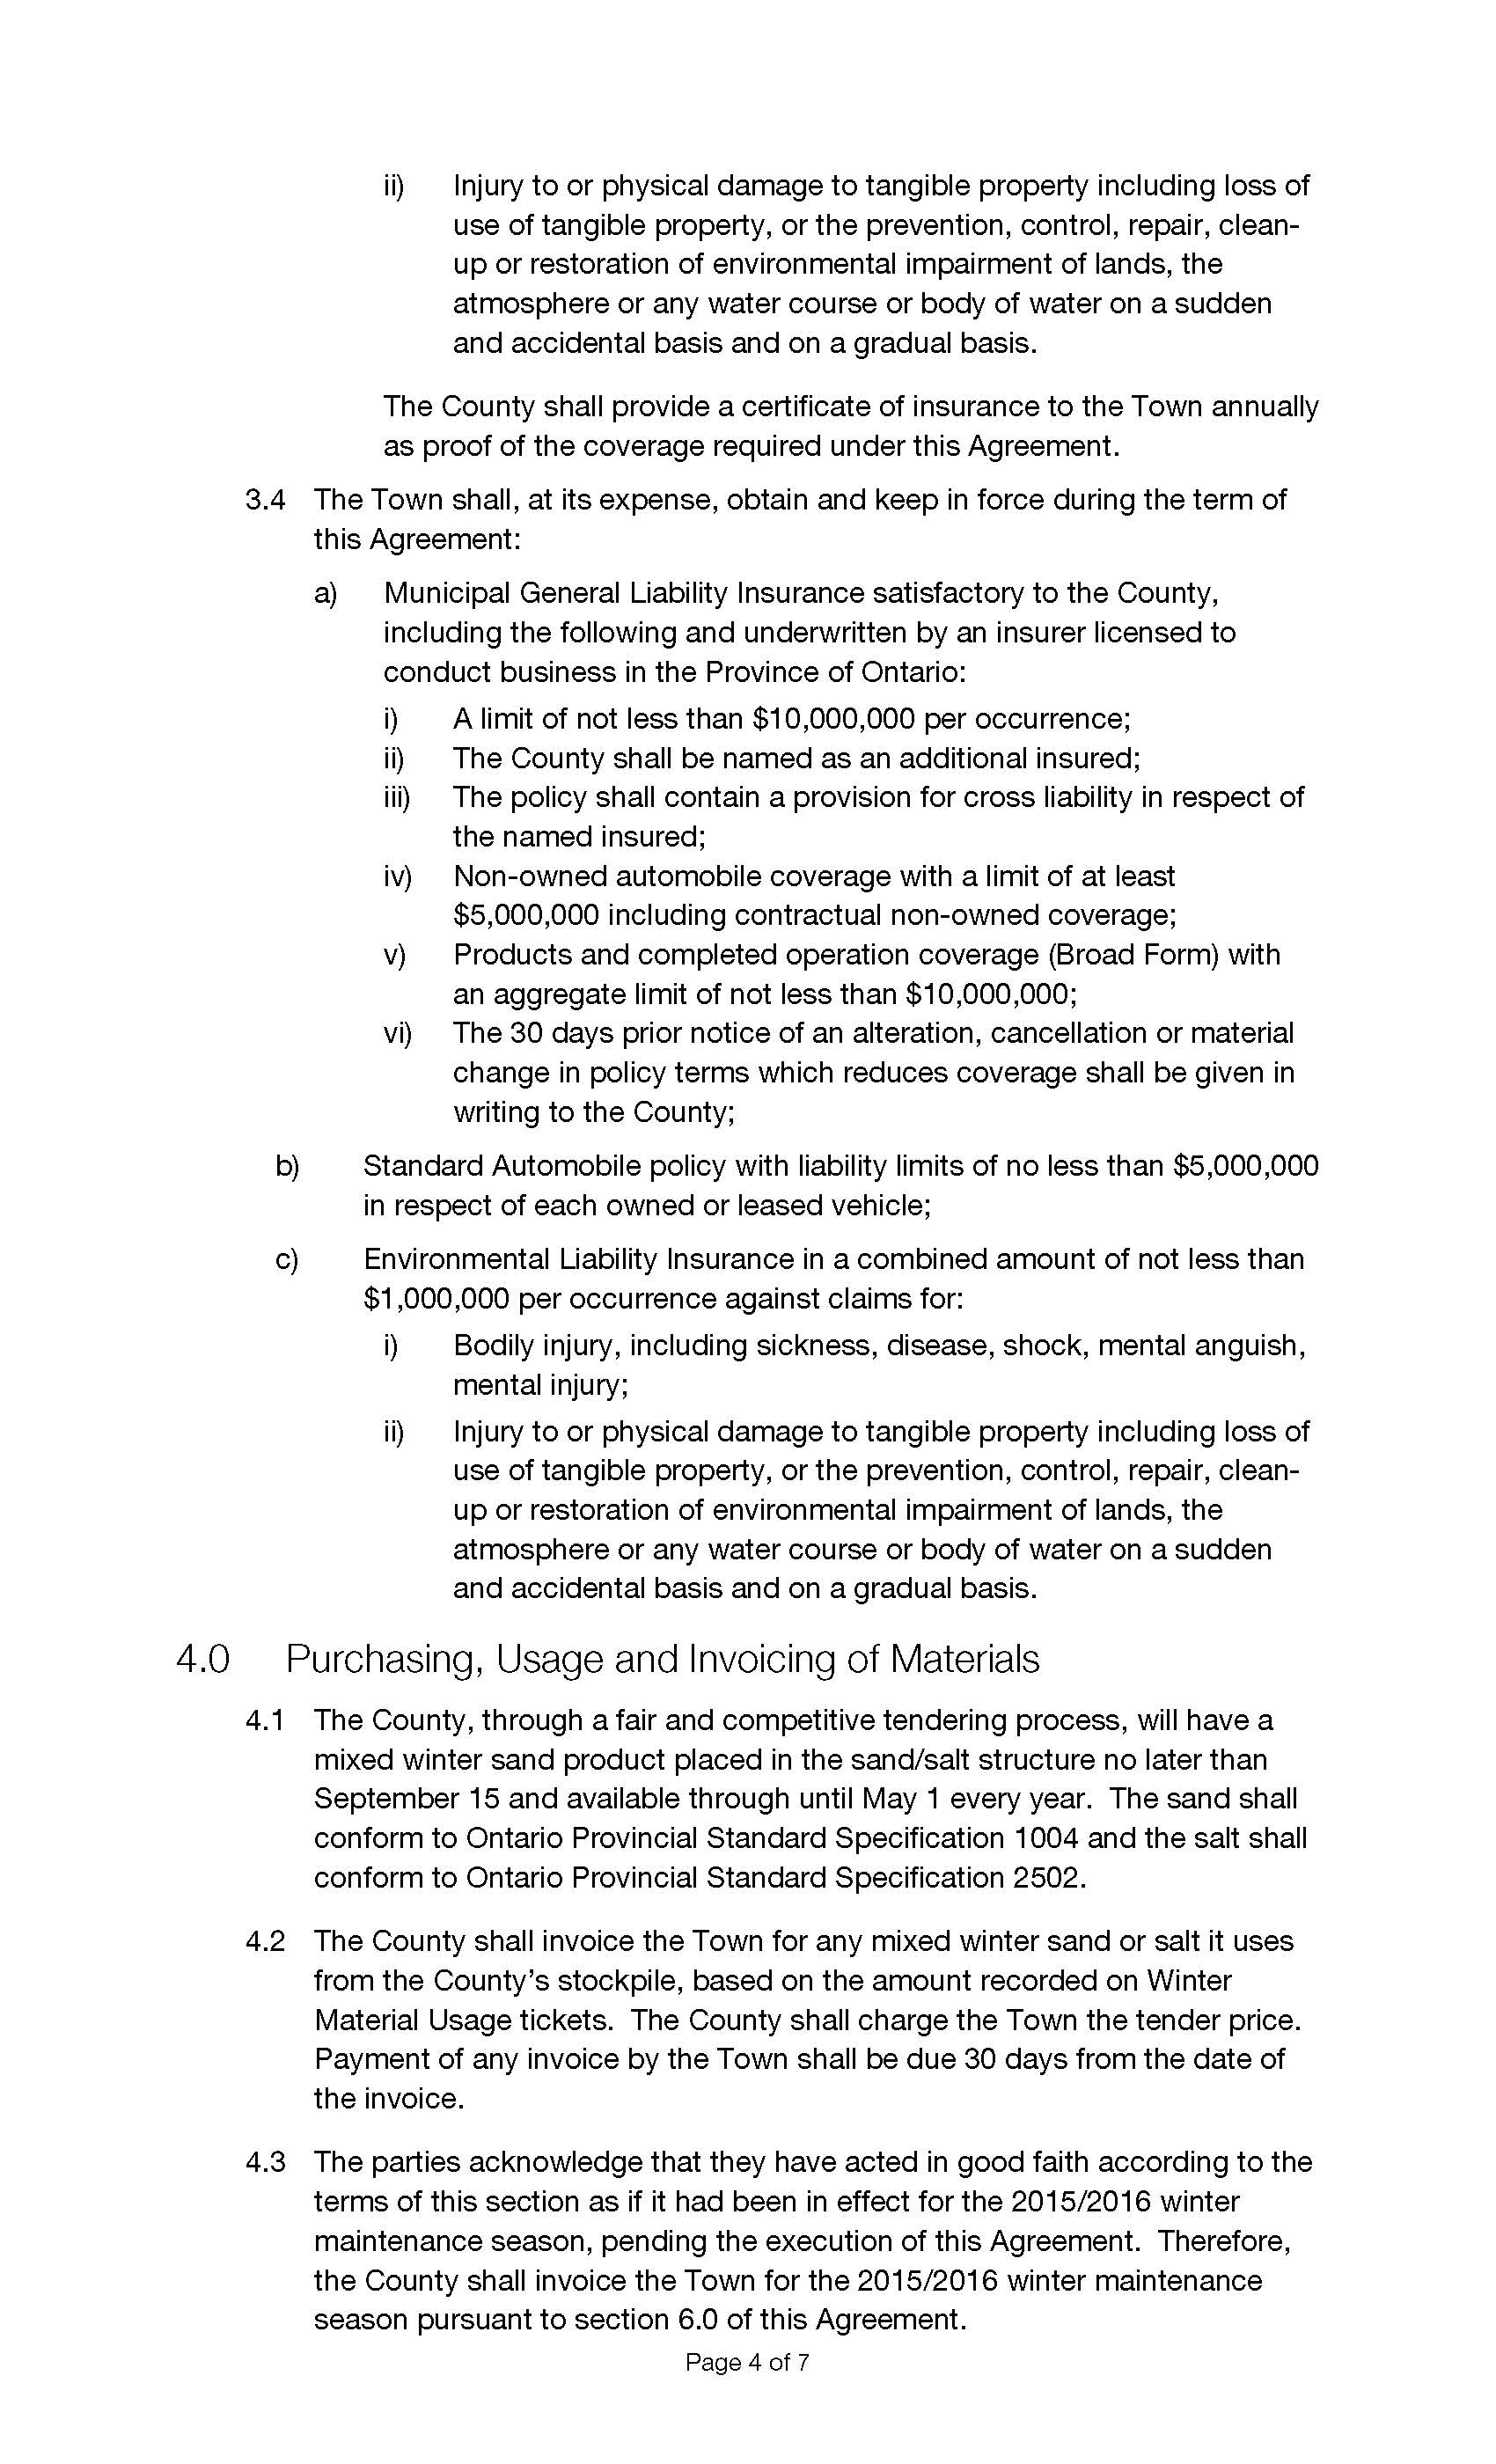 ii) Injury to or physical damage to tangible property including loss of
use of tangible property, or the prevention, control, repair, clean-
up or restoration of environmental impairment of lands, the
atmosphere or any water course or body of water on a sudden
and accidental basis and on a gradual basis.
The County shall provide a certificate of insurance to the Town annually
as proof of the coverage required under this Agreement.
3.4 The Town shall, at its expense, obtain and keep in force during the term of
this Agreement:
a) Municipal General Liability Insurance satisfactory to the County,
including the following and underwritten by an insurer licensed to
conduct business in the Province of Ontario:
i) A limit of not less than $10,000,000 per occurrence;
ii) The County shall be named as an additional insured;
iii) The policy shall contain a provision for cross liability in respect of
the named insured;
iv) Non-owned automobile coverage with a limit of at least
$5,000,000 including contractual non-owned coverage;
v) Products and completed operation coverage (Broad Form) with
an aggregate limit of not less than $10,000,000;
vi) The 30 days prior notice of an alteration, cancellation or material
change in policy terms which reduces coverage shall be given in
writing to the County;
b) Standard Automobile policy with liability limits of no less than $5,000,000
in respect of each owned or leased vehicle;
c) Environmental Liability Insurance in a combined amount of not less than
$1,000,000 per occurrence against claims for:
i) Bodily injury, including sickness, disease, shock, mental anguish,
mental injury;
ii) Injury to or physical damage to tangible property including loss of
use of tangible property, or the prevention, control, repair, clean-
up or restoration of environmental impairment of lands, the
atmosphere or any water course or body of water on a sudden
and accidental basis and on a gradual basis.
4.0 Purchasing, Usage and Invoicing of Materials
4.1 The County, through a fair and competitive tendering process, will have a
mixed winter sand product placed in the sand/salt structure no later than
September 15 and available through until May 1 every year. The sand shall
conform to Ontario Provincial Standard Specification 1004 and the salt shall
conform to Ontario Provincial Standard Specification 2502.
4.2 The County shall invoice the Town for any mixed winter sand or salt it uses
from the County’s stockpile, based on the amount recorded on Winter
Material Usage tickets. The County shall charge the Town the tender price.
Payment of any invoice by the Town shall be due 30 days from the date of
the invoice.
4.3 The parties acknowledge that they have acted in good faith according to the
terms of this section as if it had been in effect for the 2015/2016 winter
maintenance season, pending the execution of this Agreement. Therefore,
the County shall invoice the Town for the 2015/2016 winter maintenance
season pursuant to section 6.0 of this Agreement.
Page 4 of 7